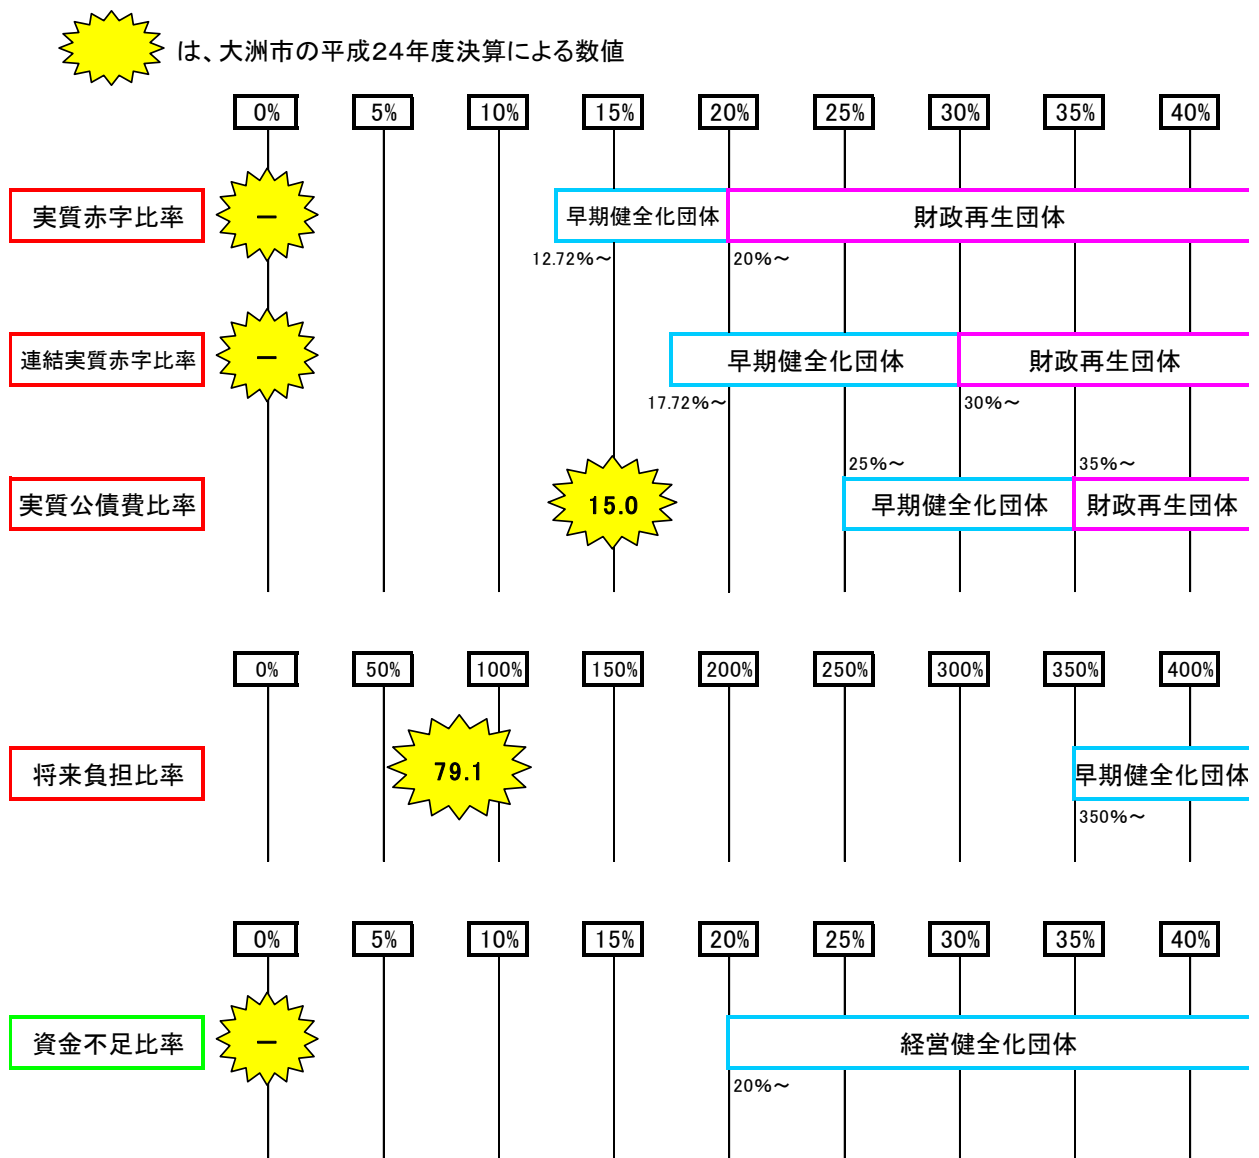 は、大洲市の平成24年度決算による数値
0% 5% 10% 15% 20% 25% 30% 35% 40%
実質赤字比率 － 早期健全化団体 財政再生団体
12.72%～ 20%～
連結実質赤字比率 － 早期健全化団体 財政再生団体
17.72%～ 30%～
25%～ 35%～
実質公債費比率 15.0 早期健全化団体 財政再生団体
0% 50% 100% 150% 200% 250% 300% 350% 400%
将来負担比率 79.1 早期健全化団体
350%～
0% 5% 10% 15% 20% 25% 30% 35% 40%
資金不足比率 － 経営健全化団体
20%～